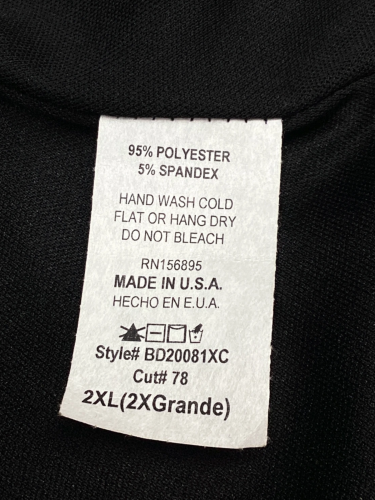 95% POLYESTER
5% SPANDEX
HAND WASH COLD
FLAT OR HANG DRY
DO NOT BLEACH
RN156895
MADE IN U.S.A.
HECHO EN E.U.A.
Style# BD20081XC
Cut# 78
2XL(2XGrande)